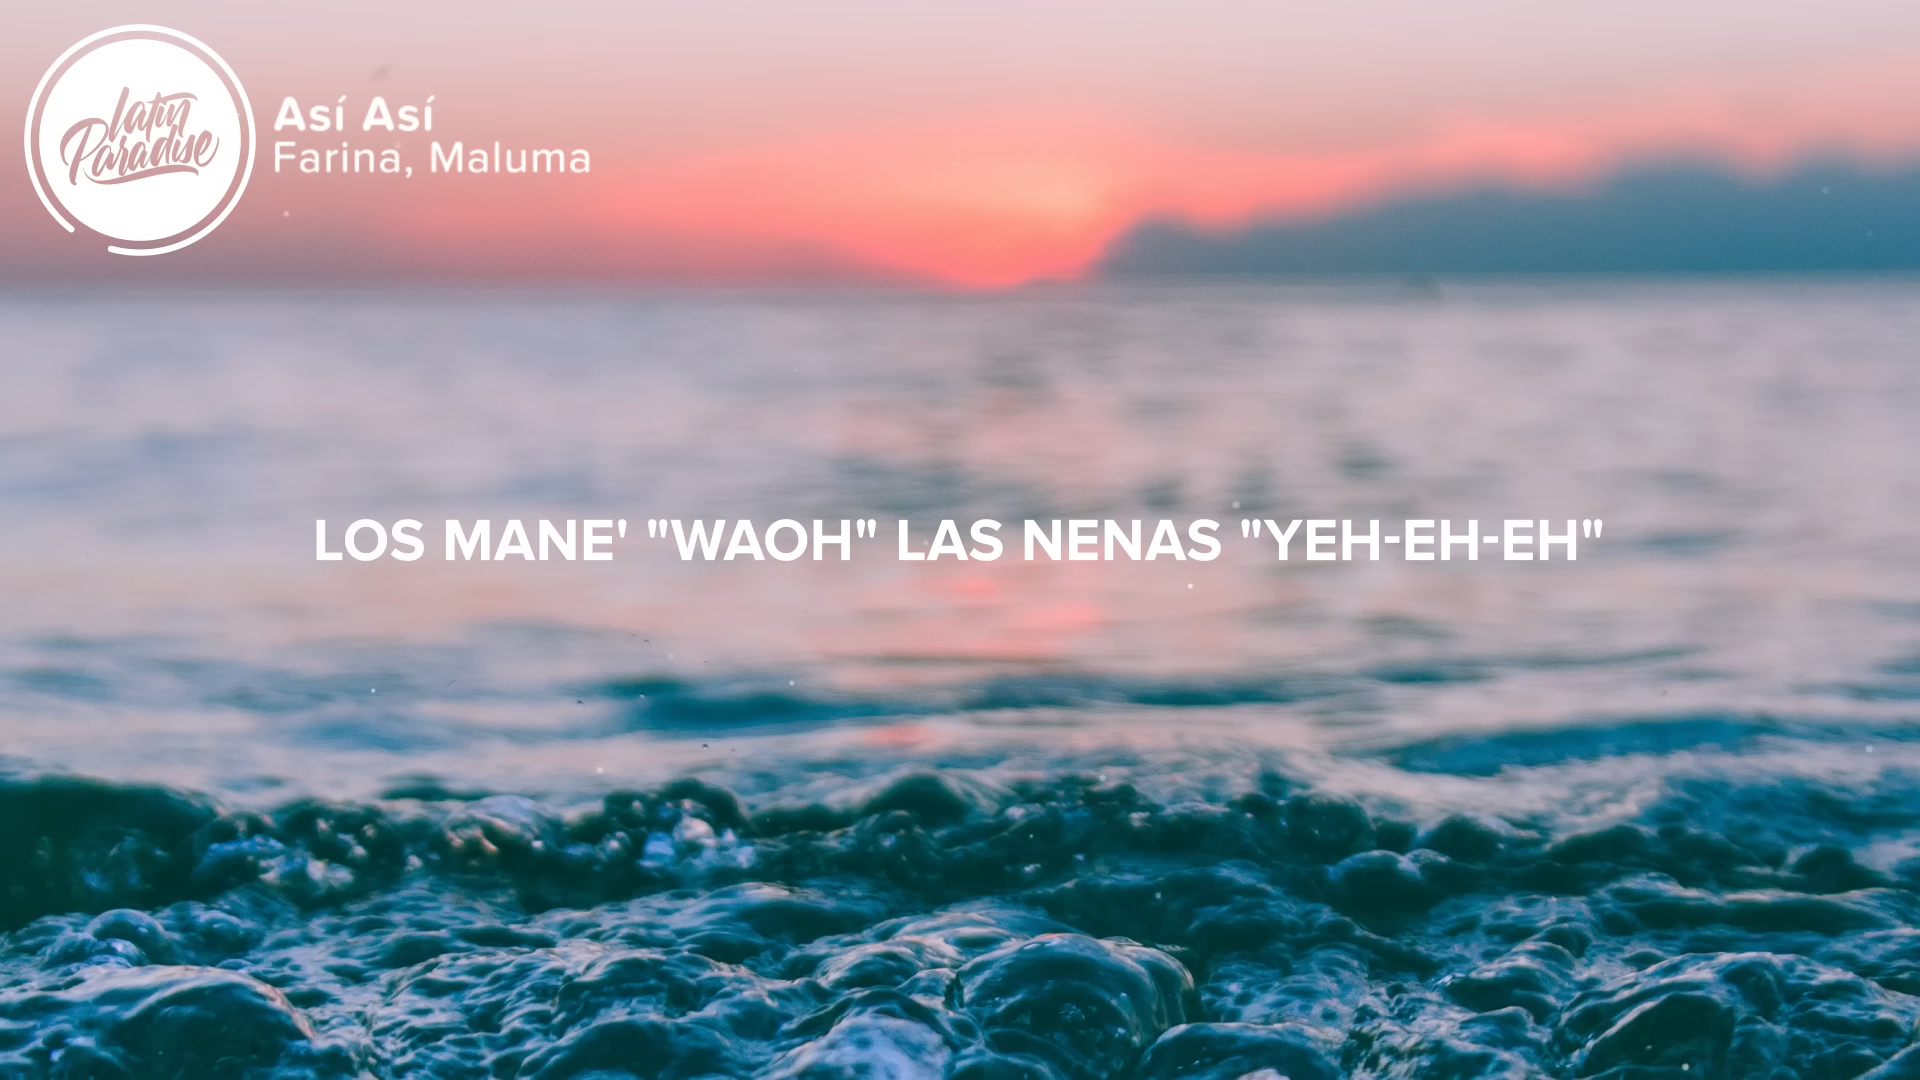 latin
Paradise
Así Así
Farina, Maluma
LOS MANE' "WAOH" LAS NENAS "YEH-EH-EH"